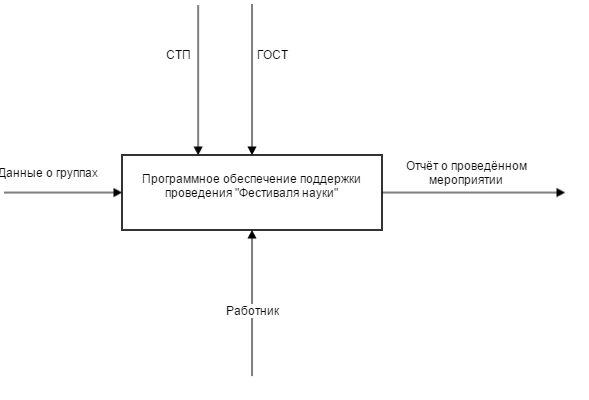 СТП
ГОСТ
Данные о группах
Программное обеспечение поддержки
проведения "Фестиваля науки"
Отчёт о проведённом
мероприятии
Работник